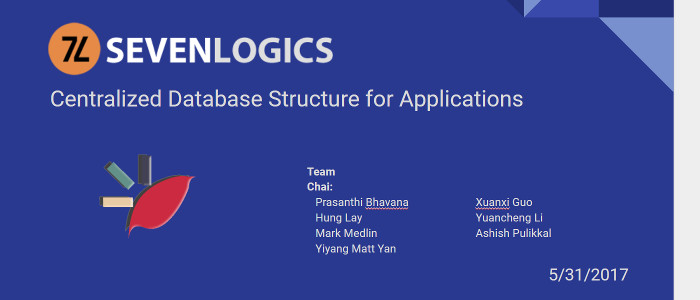 7L SEVENLOGICS
Centralized Database Structure for Applications
Team
Chai:
Prasanthi Bhavana
Hung Lay
Mark Medlin
Yiyang Matt Yan
Xuanxi Guo
Yuancheng Li
Ashish Pulikkal
5/31/2017